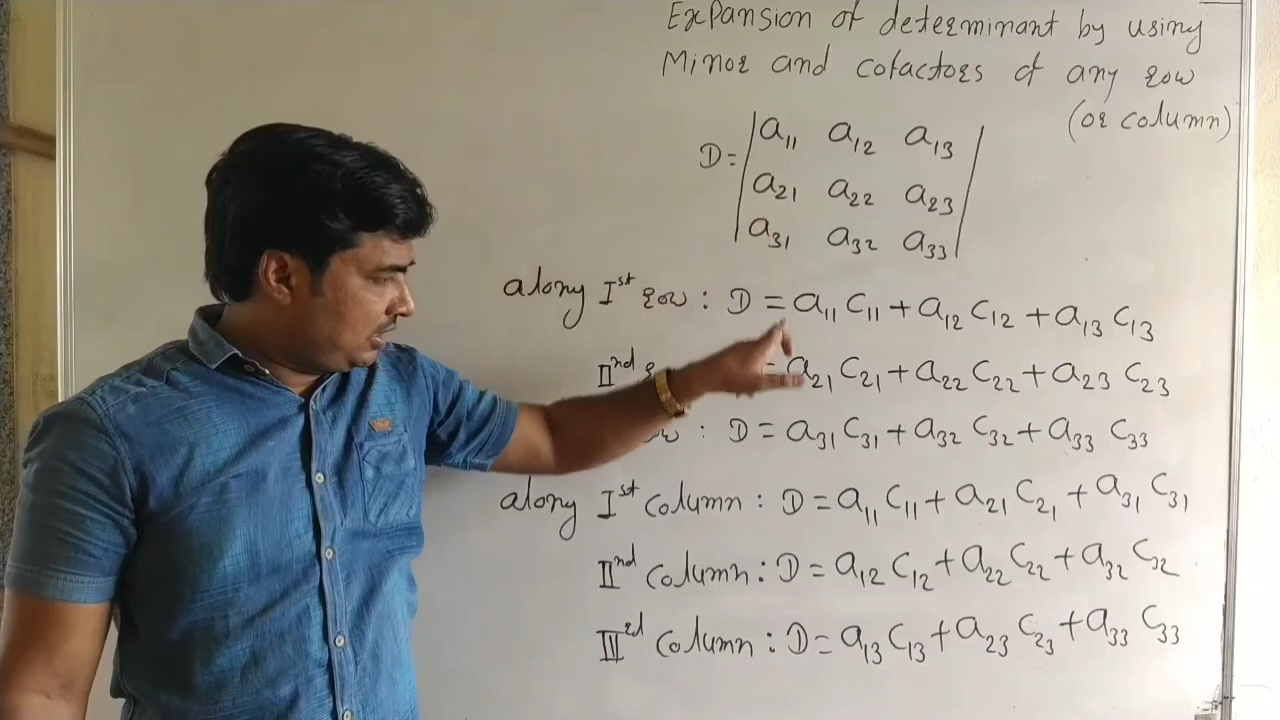 Expansion of determinant by using
Minor and cofactors of any row
(or column)
D = | a₁₁ a₁₂ a₁₃ |
| a₂₁ a₂₂ a₂₃ |
| a₃₁ a₃₂ a₃₃ |
along Iˢᵗ row : D = a₁₁ C₁₁ + a₁₂ C₁₂ + a₁₃ C₁₃
IIⁿᵈ = a₂₁ C₂₁ + a₂₂ C₂₂ + a₂₃ C₂₃
: D = a₃₁ C₃₁ + a₃₂ C₃₂ + a₃₃ C₃₃
along Iˢᵗ Column : D = a₁₁ C₁₁ + a₂₁ C₂₁ + a₃₁ C₃₁
IIⁿᵈ Column : D = a₁₂ C₁₂ + a₂₂ C₂₂ + a₃₂ C₃₂
IIIʳᵈ Column : D = a₁₃ C₁₃ + a₂₃ C₂₃ + a₃₃ C₃₃